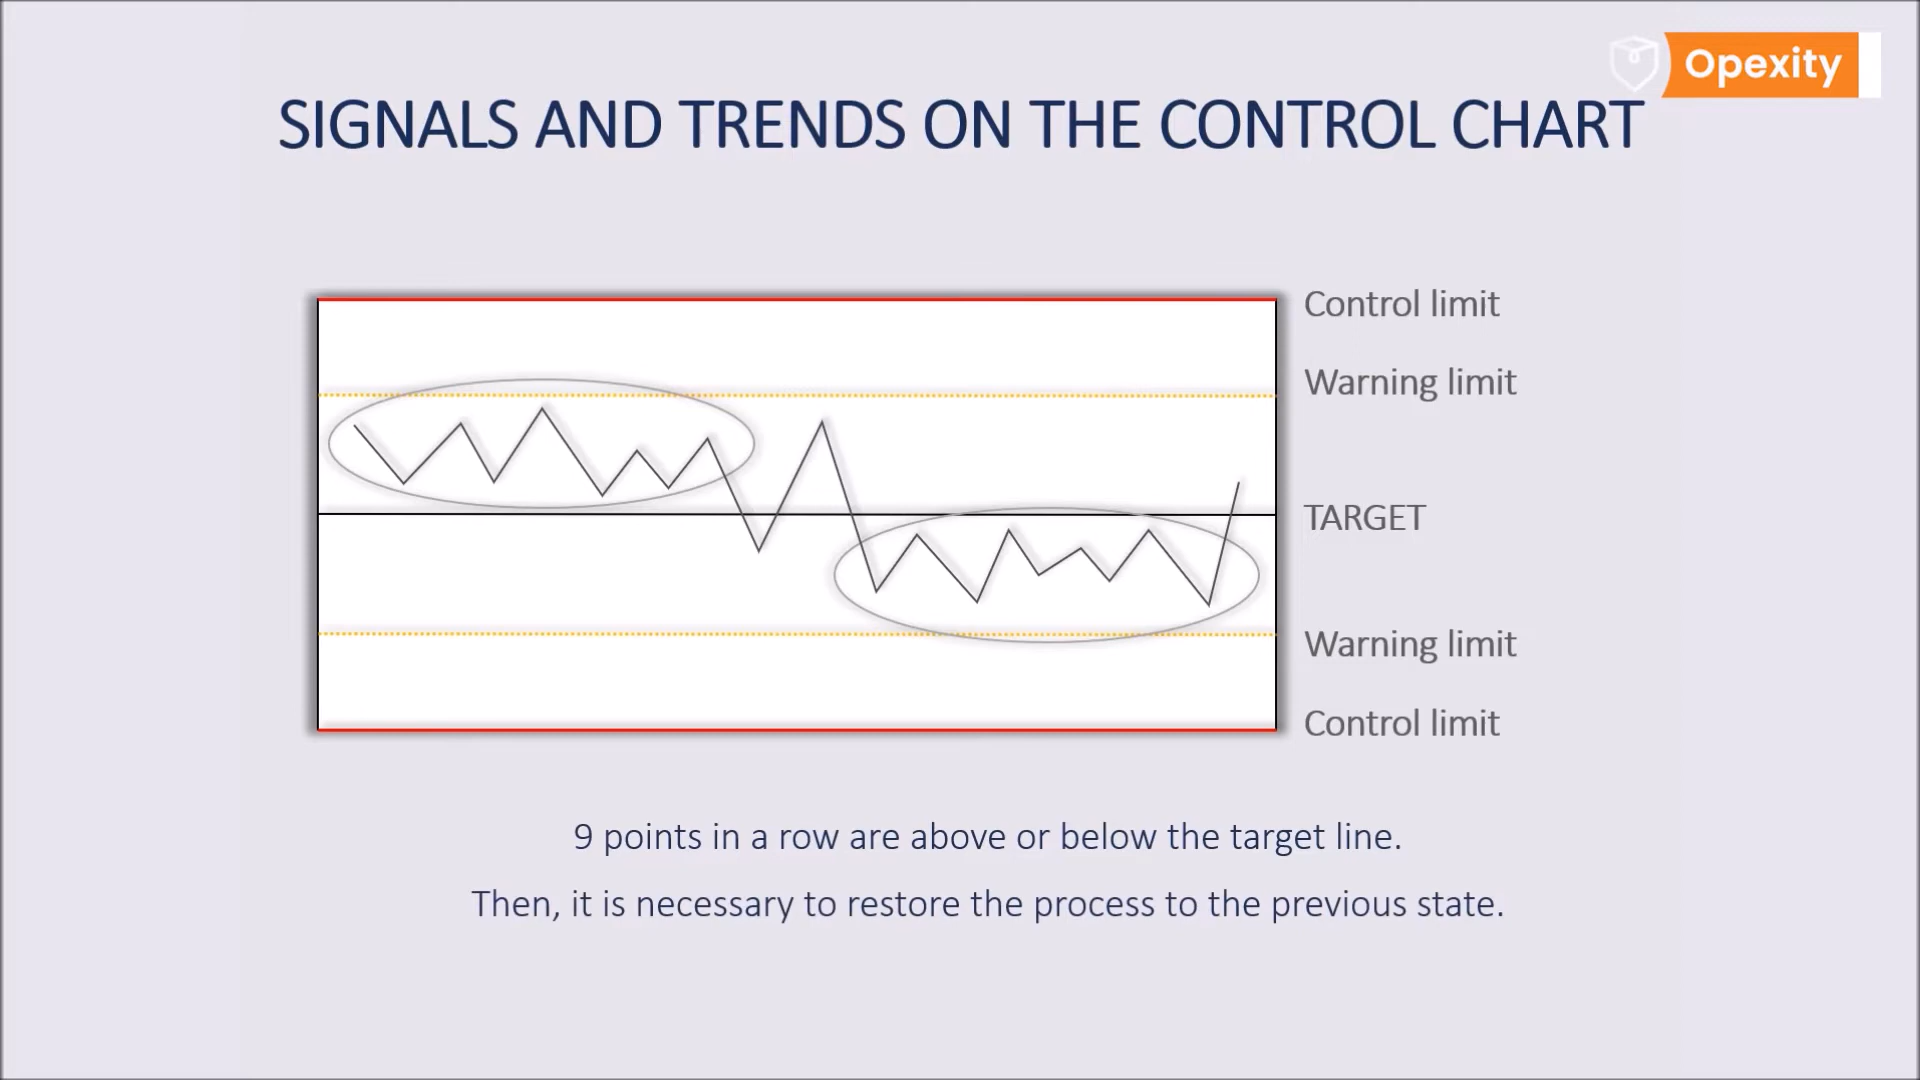 Opexity
SIGNALS AND TRENDS ON THE CONTROL CHART
Control limit
Warning limit
TARGET
Warning limit
Control limit
9 points in a row are above or below the target line.
Then, it is necessary to restore the process to the previous state.